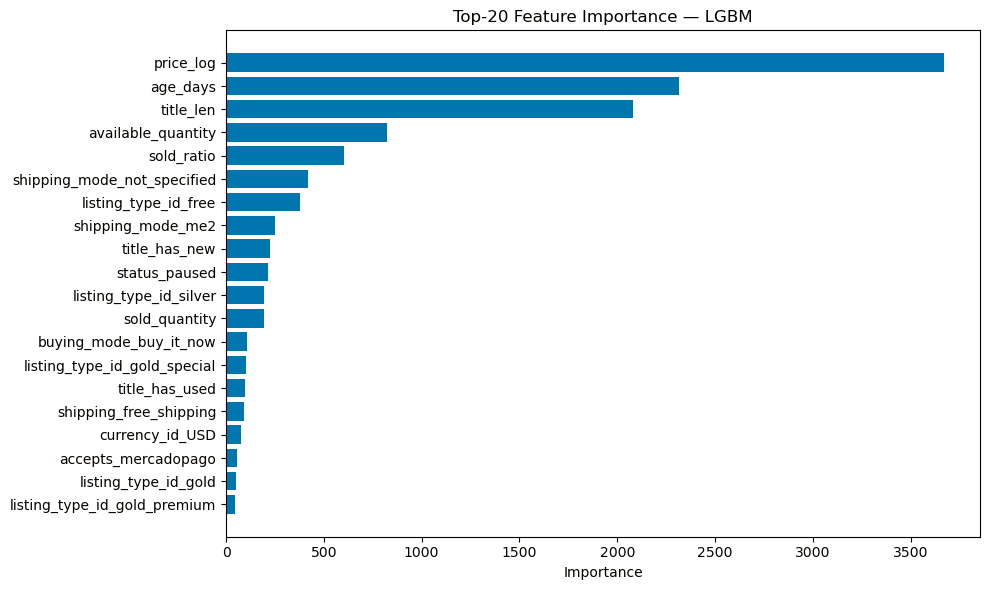 Top-20 Feature Importance — LGBM
price_log
age_days
title_len
available_quantity
sold_ratio
shipping_mode_not_specified
listing_type_id_free
shipping_mode_me2
title_has_new
status_paused
listing_type_id_silver
sold_quantity
buying_mode_buy_it_now
listing_type_id_gold_special
title_has_used
shipping_free_shipping
currency_id_USD
accepts_mercadopago
listing_type_id_gold
listing_type_id_gold_premium
0 500 1000 1500 2000 2500 3000 3500
Importance